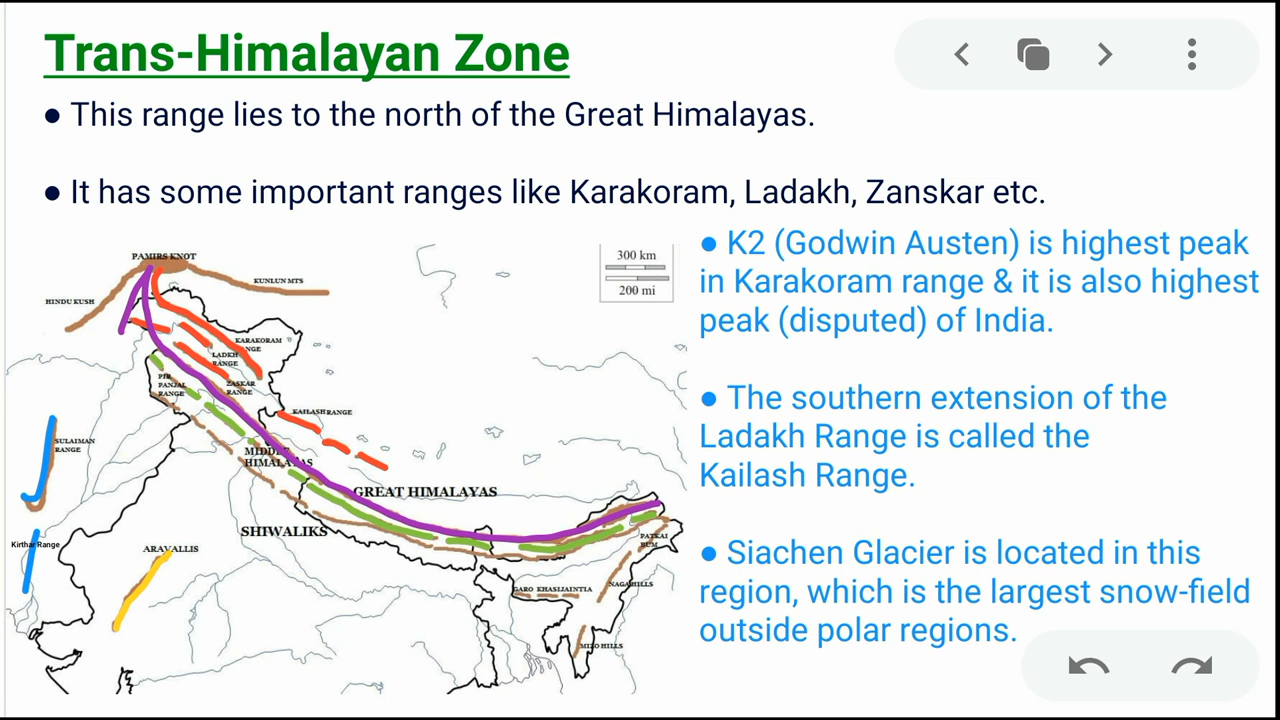 Trans-Himalayan Zone
● This range lies to the north of the Great Himalayas.
● It has some important ranges like Karakoram, Ladakh, Zanskar etc.
● K2 (Godwin Austen) is highest peak
in Karakoram range & it is also highest
peak (disputed) of India.
● The southern extension of the
Ladakh Range is called the
Kailash Range.
● Siachen Glacier is located in this
region, which is the largest snow-field
outside polar regions.
300 km
200 mi
PAMIRS KNOT
KUNLUN MTS
HINDU KUSH
KARAKORAM
NGE
LADKH
RANGE
ZASKAR
RANGE
PIR
PANJAL
RANGE
KAILASH RANGE
SULAIMAN
RANGE
MIDDLE
HIMALAYAS
GREAT HIMALAYAS
SHIWALIKS
Kirthar Range
ARAVALLIS
PATKAI
BUM
NAGA HILLS
GARO KHASI JAINTIA
MIZO HILLS